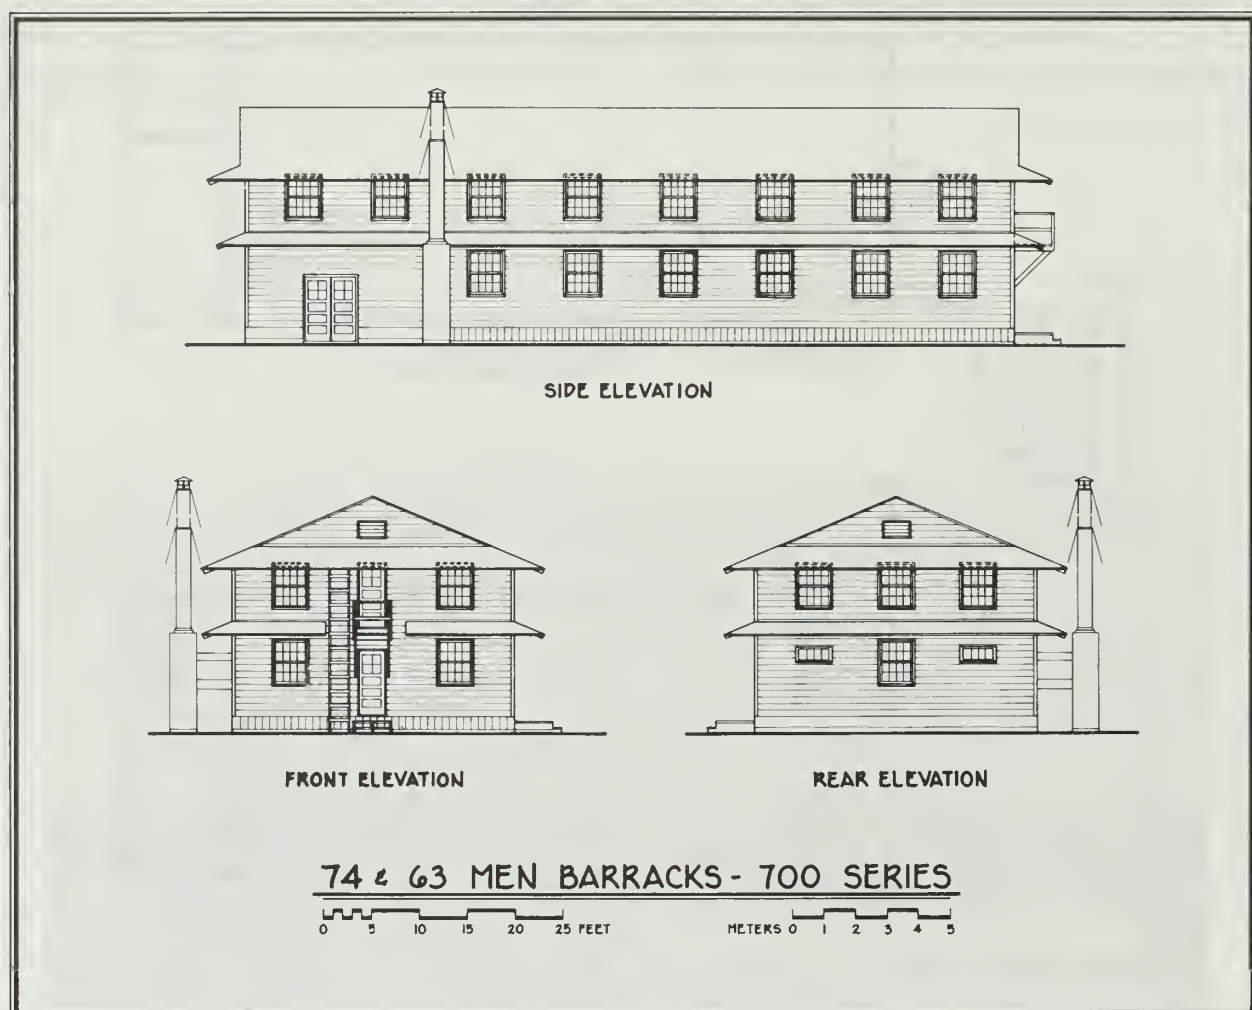 SIDE ELEVATION
FRONT ELEVATION
REAR ELEVATION
74 & 63 MEN BARRACKS - 700 SERIES
0 5 10 15 20 25 FEET
METERS 0 1 2 3 4 5